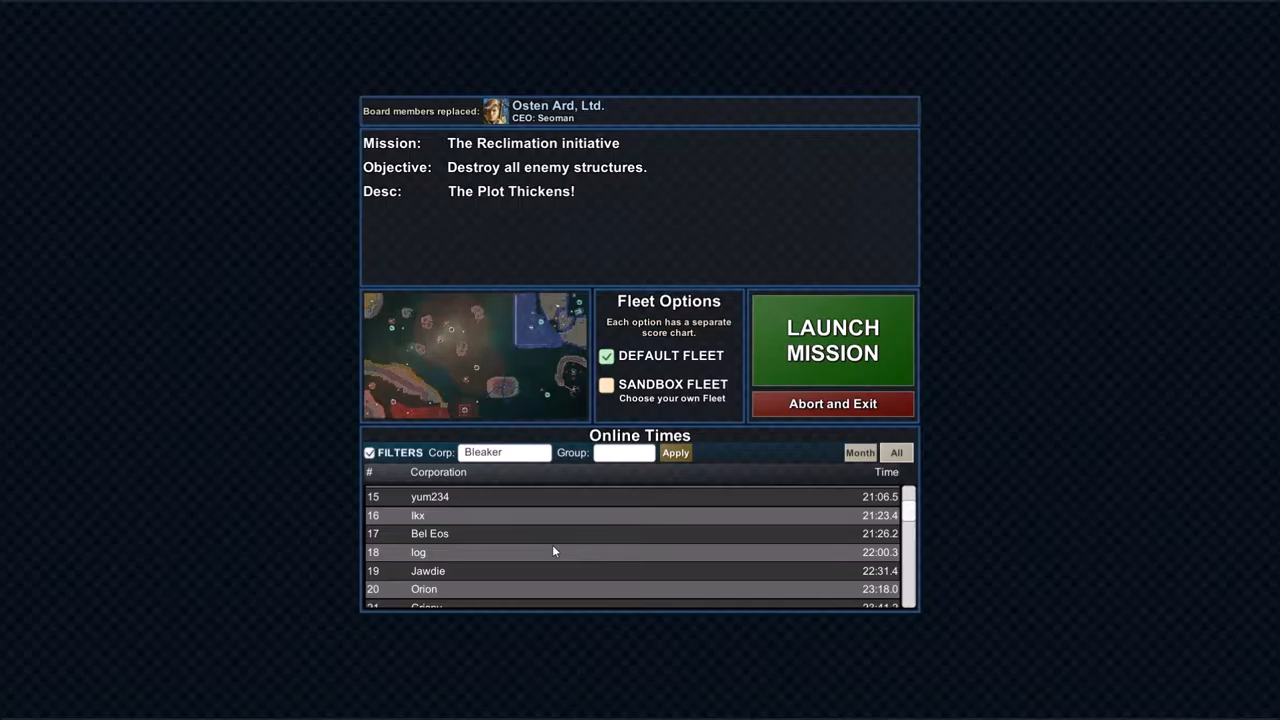 Board members replaced:
Osten Ard, Ltd.
CEO: Seoman
Mission: The Reclimation initiative
Objective: Destroy all enemy structures.
Desc: The Plot Thickens!
Fleet Options
Each option has a separate
score chart.
DEFAULT FLEET
SANDBOX FLEET
Choose your own Fleet
LAUNCH
MISSION
Abort and Exit
Online Times
FILTERS Corp: Bleaker Group: Apply Month All
# Corporation Time
15 yum234 21:06.5
16 lkx 21:23.4
17 Bel Eos 21:26.2
18 log 22:00.3
19 Jawdie 22:31.4
20 Orion 23:18.0